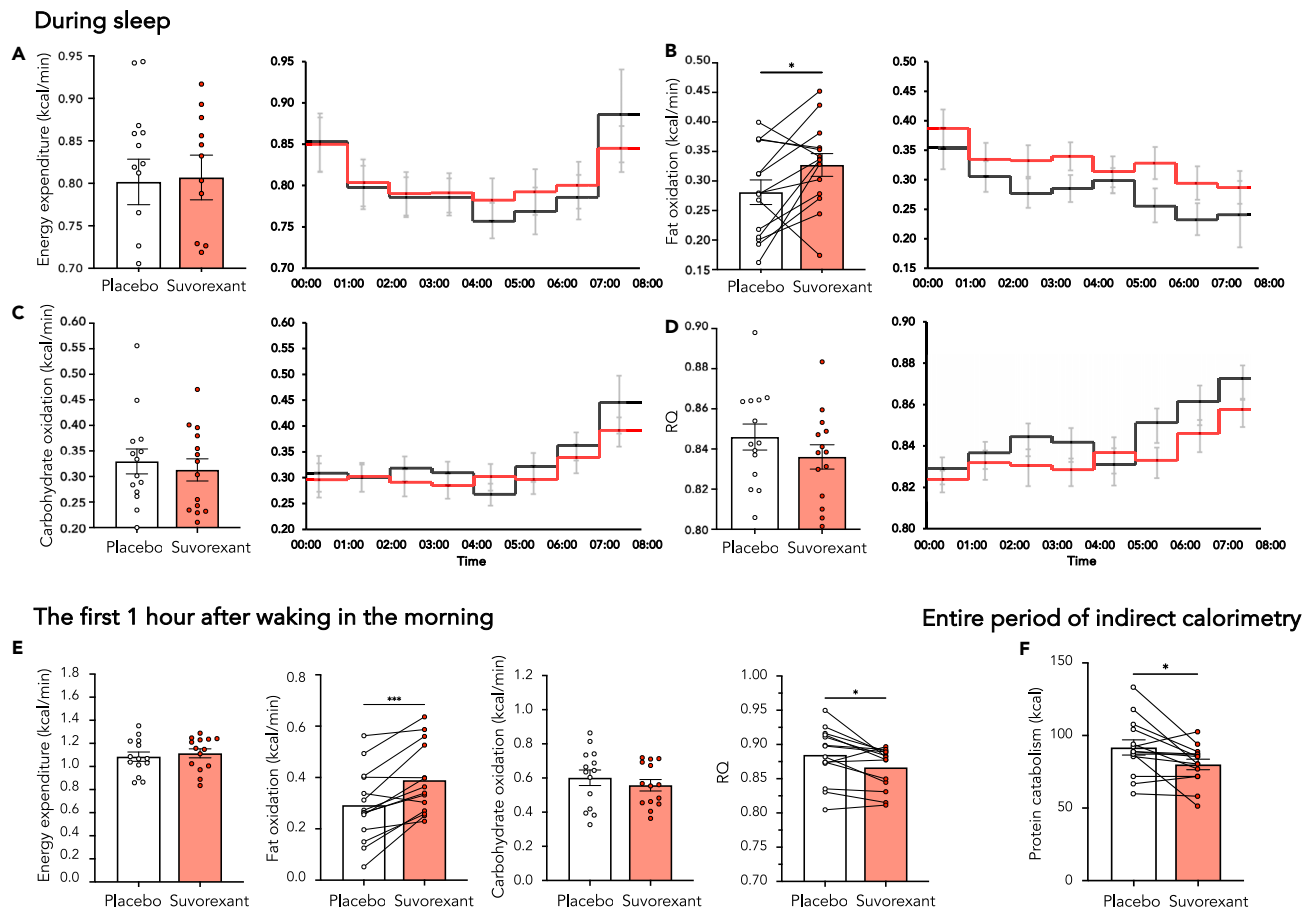 During sleep
A
Energy expenditure (kcal/min)
0.95
0.90
0.85
0.80
0.75
0.70
Placebo Suvorexant
0.95
0.90
0.85
0.80
0.75
0.70
00:00 01:00 02:00 03:00 04:00 05:00 06:00 07:00 08:00
B
Fat oxidation (kcal/min)
0.50
0.45
0.40
0.35
0.30
0.25
0.20
0.15
*
Placebo Suvorexant
0.50
0.45
0.40
0.35
0.30
0.25
0.20
0.15
00:00 01:00 02:00 03:00 04:00 05:00 06:00 07:00 08:00
C
Carbohydrate oxidation (kcal/min)
0.60
0.55
0.50
0.45
0.40
0.35
0.30
0.25
0.20
Placebo Suvorexant
0.60
0.55
0.50
0.45
0.40
0.35
0.30
0.25
0.20
00:00 01:00 02:00 03:00 04:00 05:00 06:00 07:00 08:00
Time
D
RQ
0.90
0.88
0.86
0.84
0.82
0.80
Placebo Suvorexant
0.90
0.88
0.86
0.84
0.82
0.80
00:00 01:00 02:00 03:00 04:00 05:00 06:00 07:00 08:00
Time
The first 1 hour after waking in the morning
E
Energy expenditure (kcal/min)
1.8
1.6
1.4
1.2
1.0
0.8
0.6
0.4
0.2
0.0
Placebo Suvorexant
Fat oxidation (kcal/min)
0.8
0.6
0.4
0.2
0.0
***
Placebo Suvorexant
Carbohydrate oxidation (kcal/min)
1.2
1.0
0.8
0.6
0.4
0.2
0.0
Placebo Suvorexant
RQ
1.00
0.95
0.90
0.85
0.80
0.75
0.70
*
Placebo Suvorexant
Entire period of indirect calorimetry
F
Protein catabolism (kcal)
150
100
50
0
*
Placebo Suvorexant